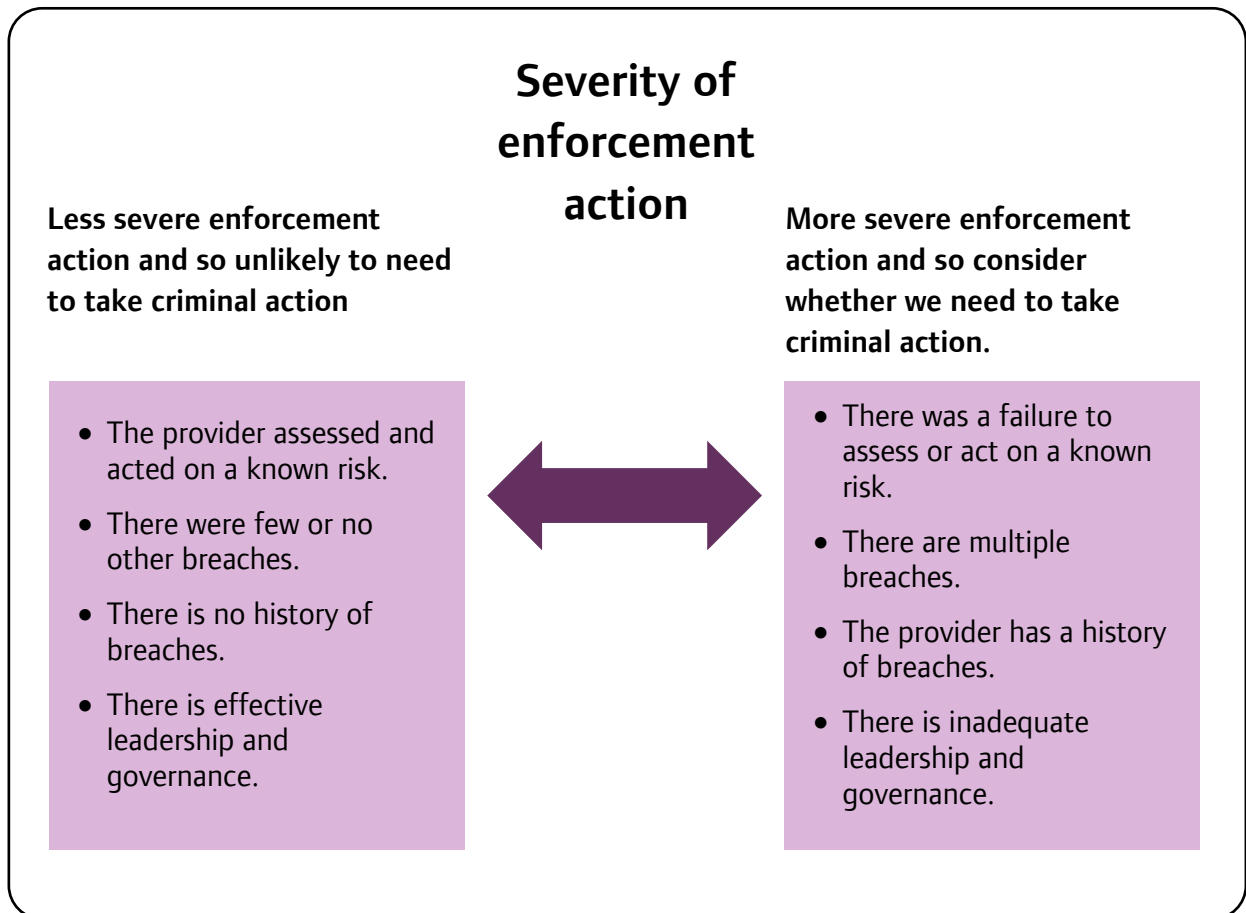 Severity of
enforcement
action
Less severe enforcement
action and so unlikely to need
to take criminal action
• The provider assessed and
acted on a known risk.
• There were few or no
other breaches.
• There is no history of
breaches.
• There is effective
leadership and
governance.
More severe enforcement
action and so consider
whether we need to take
criminal action.
• There was a failure to
assess or act on a known
risk.
• There are multiple
breaches.
• The provider has a history
of breaches.
• There is inadequate
leadership and
governance.